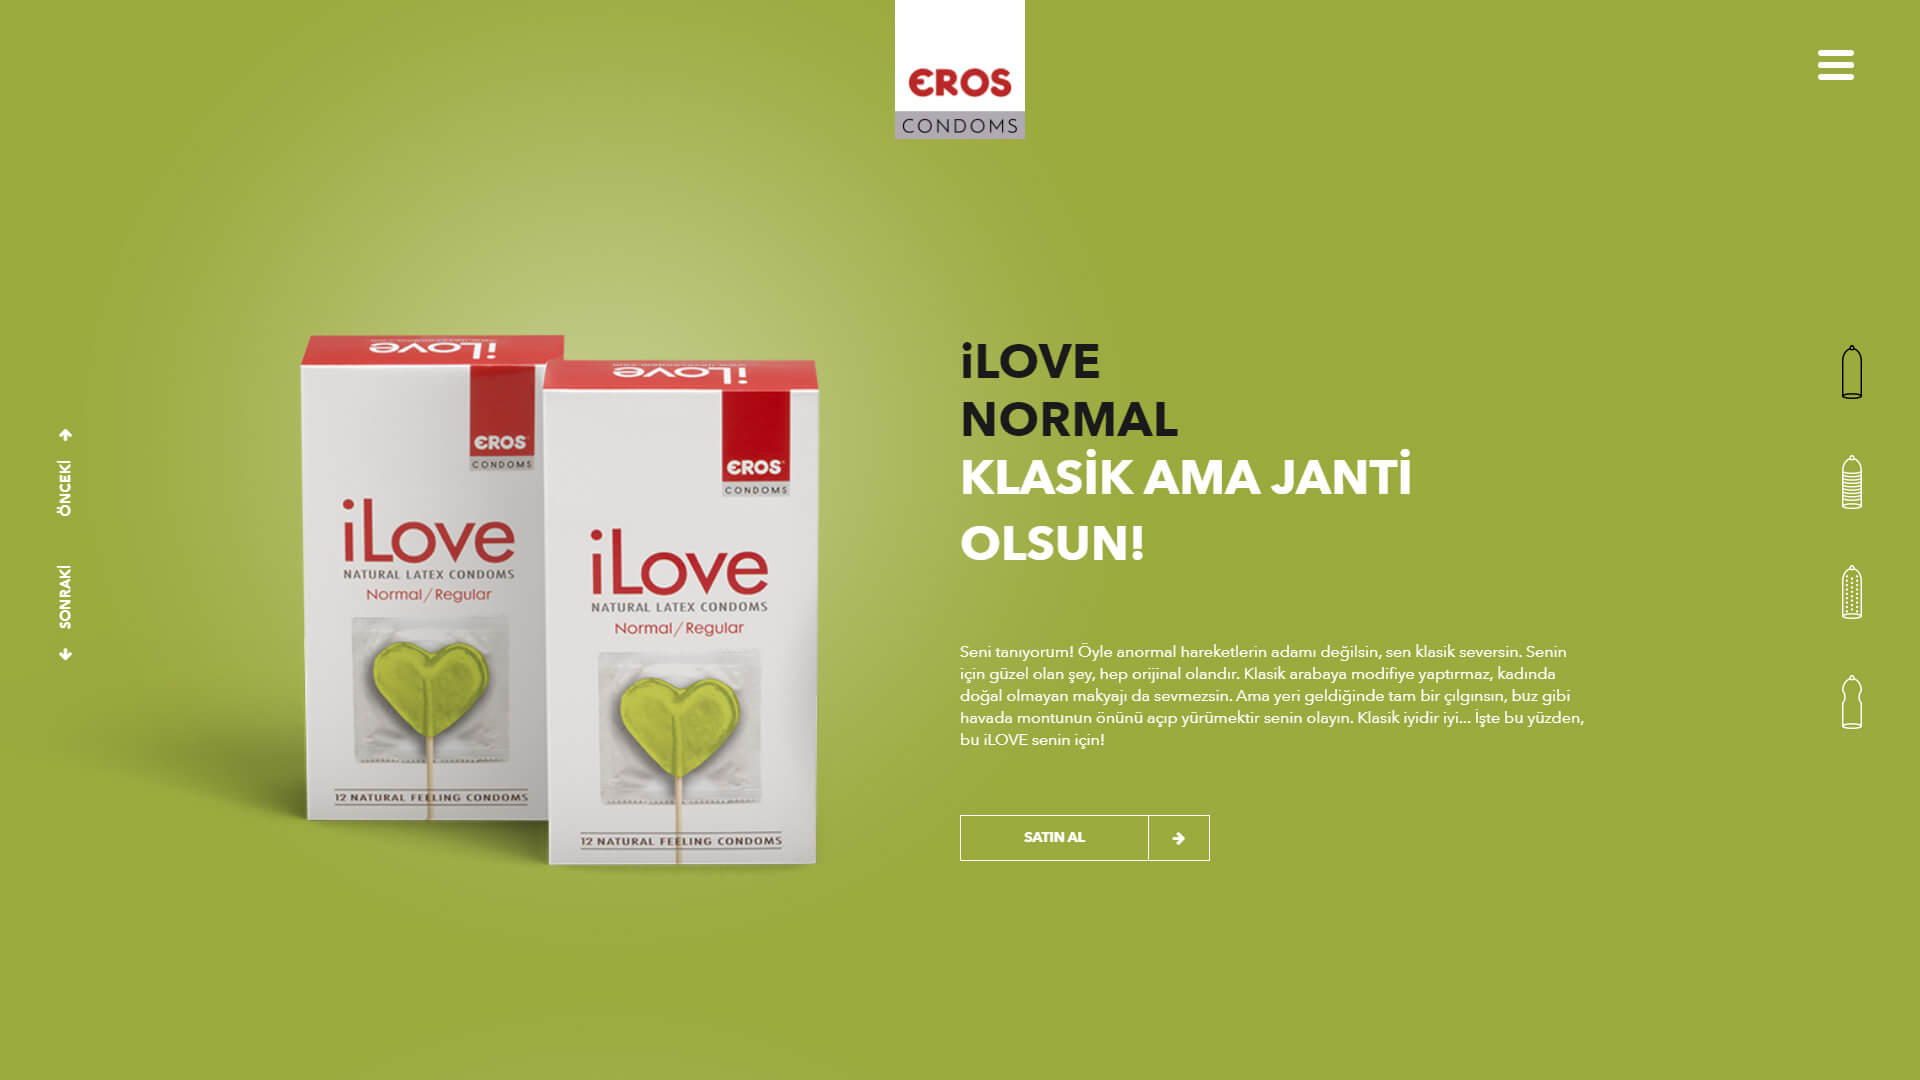 EROS
CONDOMS
iLove
EROS
CONDOMS
iLove
NATURAL LATEX CONDOMS
Normal/Regular
12 NATURAL FEELING CONDOMS
iLove
EROS
CONDOMS
iLove
NATURAL LATEX CONDOMS
Normal/Regular
12 NATURAL FEELING CONDOMS
ÖNCEKİ
SONRAKİ
iLOVE
NORMAL
KLASİK AMA JANTİ
OLSUN!
Seni tanıyorum! Öyle anormal hareketlerin adamı değilsin, sen klasik seversin. Senin
için güzel olan şey, hep orijinal olandır. Klasik arabaya modifiye yaptırmaz, kadında
doğal olmayan makyajı da sevmezsin. Ama yeri geldiğinde tam bir çılgınsın, buz gibi
havada montunun önünü açıp yürümektir senin olayın. Klasik iyidir iyi... İşte bu yüzden,
bu iLOVE senin için!
SATIN AL